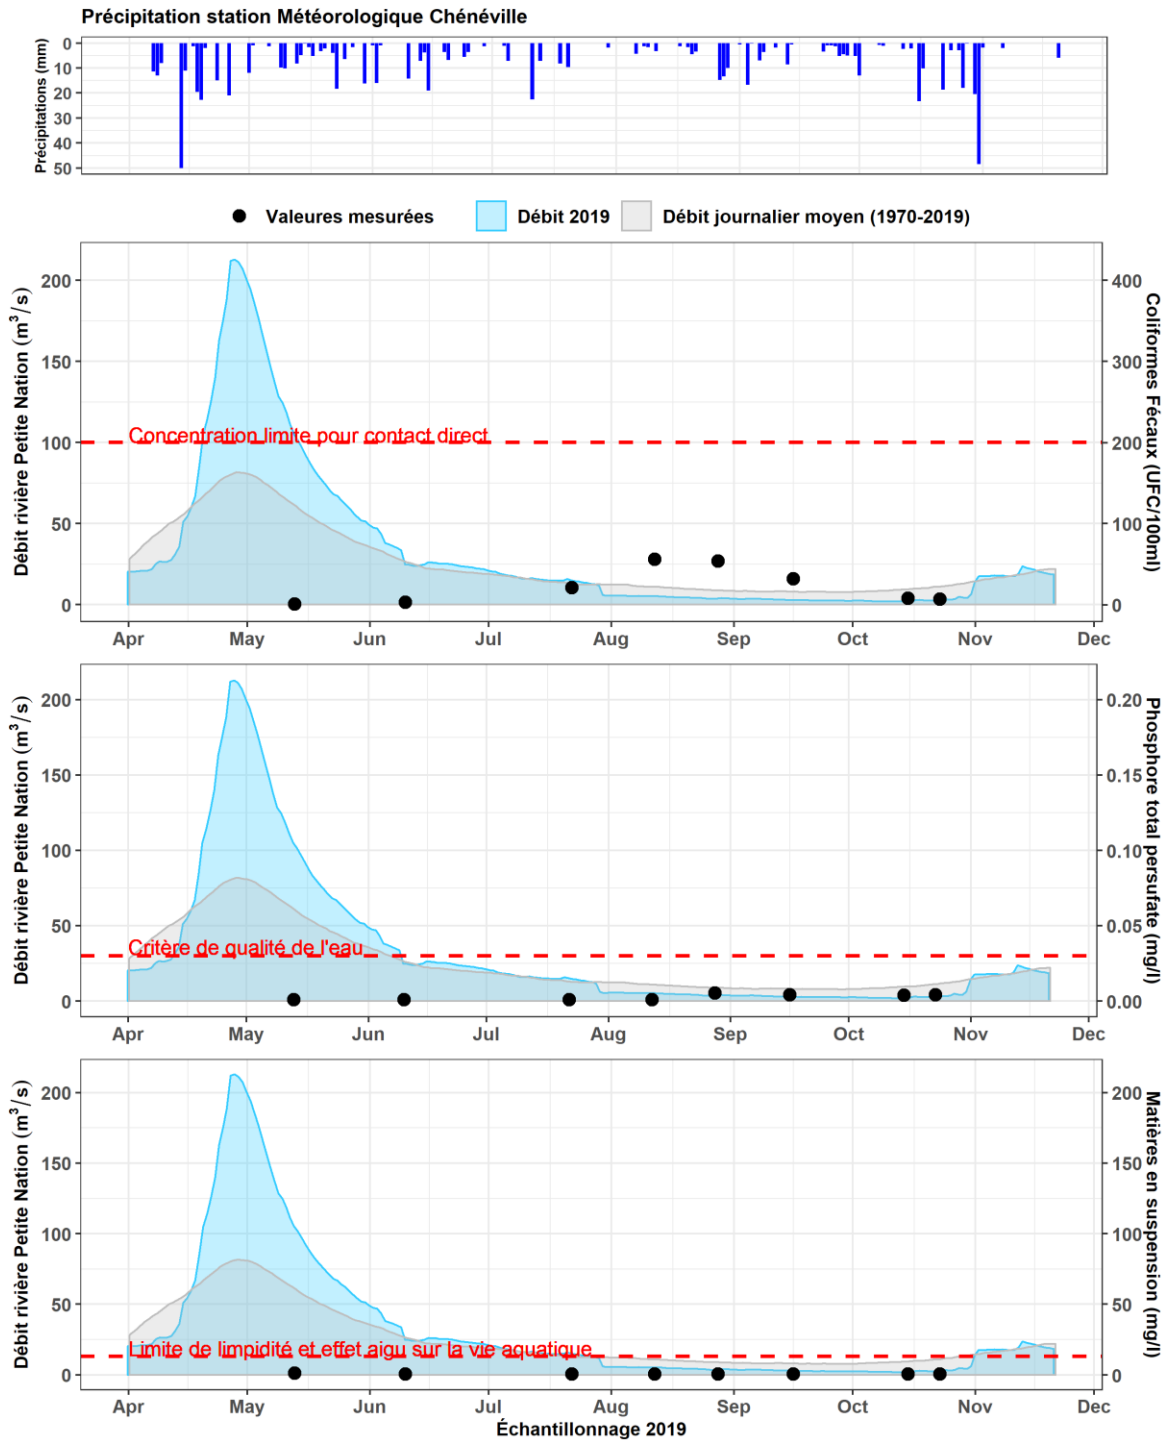 Précipitation station Météorologique Chénéville
Précipitations (mm)
0
10
20
30
40
50
Valeures mesurées
Débit 2019
Débit journalier moyen (1970-2019)
Débit rivière Petite Nation (m³/s)
200
150
100
50
0
Concentration limite pour contact direct
400
300
200
100
0
Coliformes Fécaux (UFC/100ml)
Apr May Jun Jul Aug Sep Oct Nov Dec
Débit rivière Petite Nation (m³/s)
200
150
100
50
0
Critère de qualité de l'eau
0.20
0.15
0.10
0.05
0.00
Phosphore total persufate (mg/l)
Apr May Jun Jul Aug Sep Oct Nov Dec
Débit rivière Petite Nation (m³/s)
200
150
100
50
0
Limite de limpidité et effet aigu sur la vie aquatique
200
150
100
50
0
Matières en suspension (mg/l)
Apr May Jun Jul Aug Sep Oct Nov Dec
Échantillonnage 2019